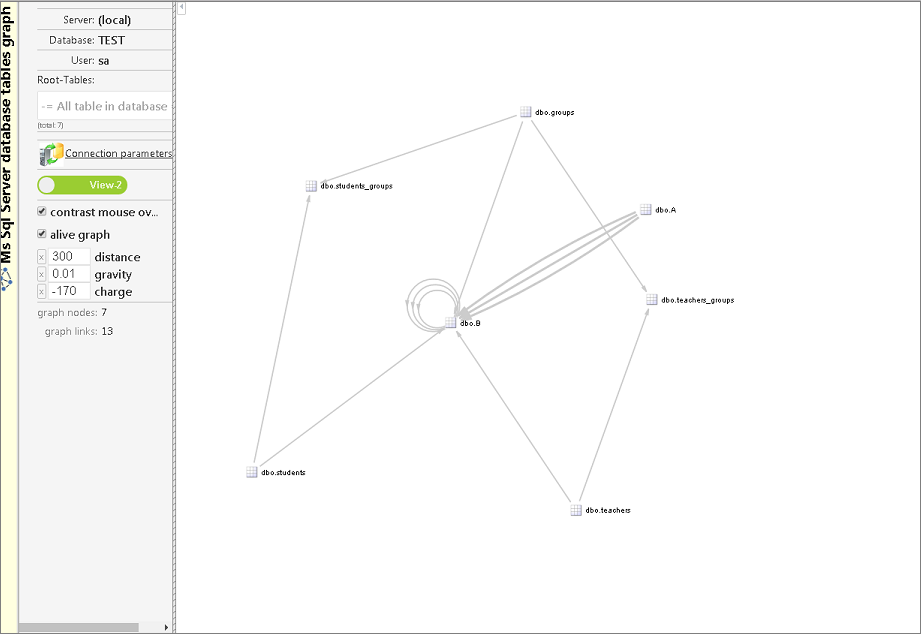 Ms Sql Server database tables graph
Server: (local)
Database: TEST
User: sa
Root-Tables:
-= All table in database
(total: 7)
Connection parameters
View-2
contrast mouse ov...
alive graph
x 300 distance
x 0.01 gravity
x -170 charge
graph nodes: 7
graph links: 13
dbo.groups
dbo.students_groups
dbo.A
dbo.teachers_groups
dbo.B
dbo.students
dbo.teachers